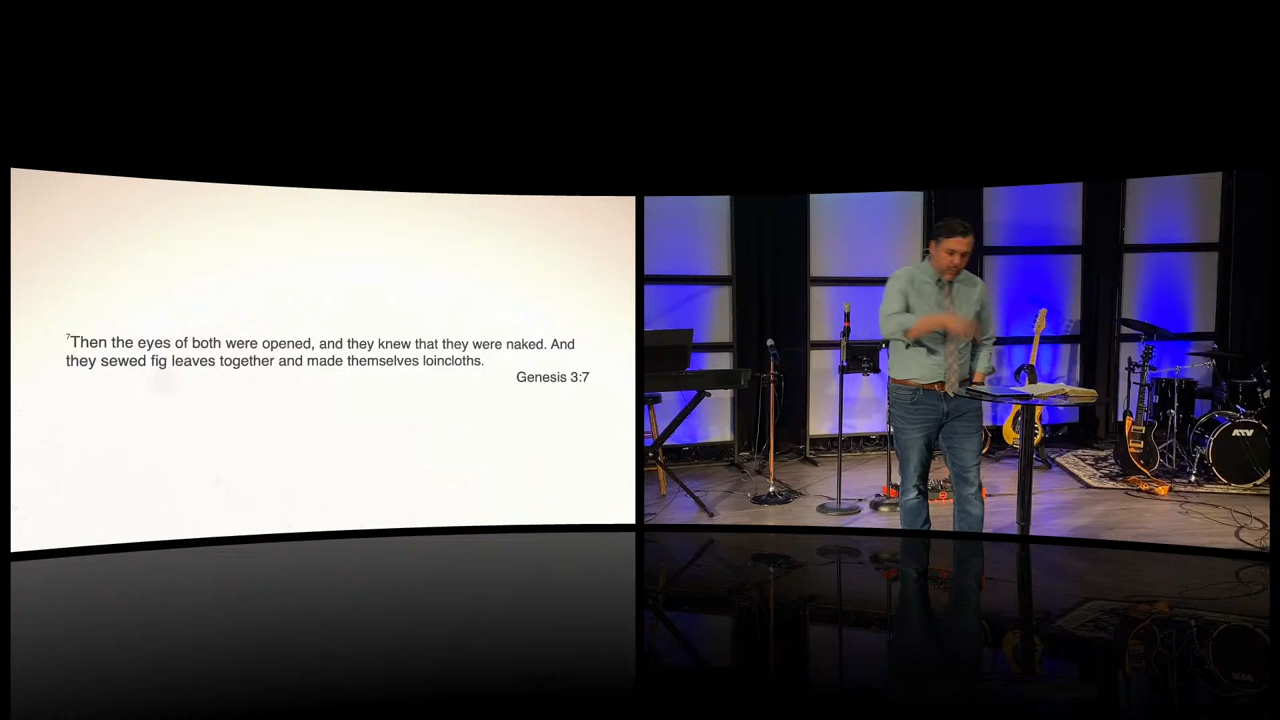 ⁷Then the eyes of both were opened, and they knew that they were naked. And
they sewed fig leaves together and made themselves loincloths.
Genesis 3:7
ATV